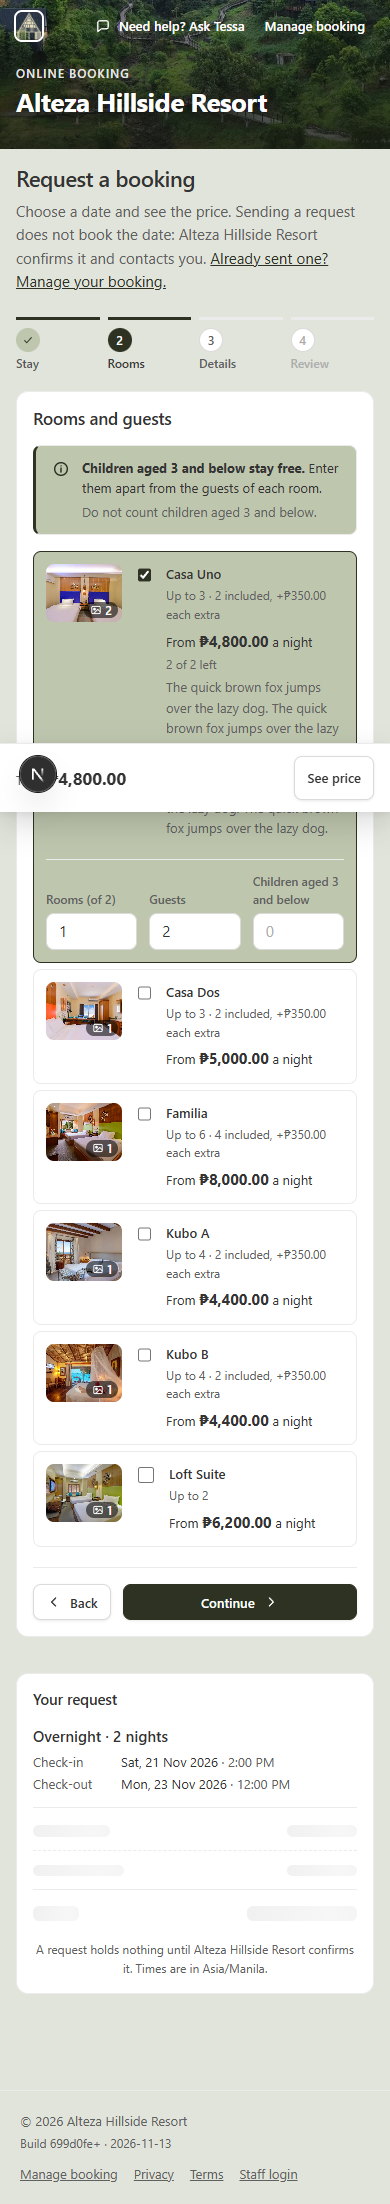 Need help? Ask Tessa
Manage booking
ONLINE BOOKING
Alteza Hillside Resort
Request a booking
Choose a date and see the price. Sending a request
does not book the date: Alteza Hillside Resort
confirms it and contacts you. Already sent one?
Manage your booking.
2
3
4
Stay
Rooms
Details
Review
Rooms and guests
Children aged 3 and below stay free. Enter
them apart from the guests of each room.
Do not count children aged 3 and below.
2
Casa Uno
Up to 3 · 2 included, +₱350.00
each extra
From ₱4,800.00 a night
2 of 2 left
The quick brown fox jumps
over the lazy dog. The quick
brown fox jumps over the lazy
N
4,800.00
See price
fox jumps over the lazy dog.
Rooms (of 2)
Guests
Children aged 3
and below
1
2
0
1
Casa Dos
Up to 3 · 2 included, +₱350.00
each extra
From ₱5,000.00 a night
1
Familia
Up to 6 · 4 included, +₱350.00
each extra
From ₱8,000.00 a night
1
Kubo A
Up to 4 · 2 included, +₱350.00
each extra
From ₱4,400.00 a night
1
Kubo B
Up to 4 · 2 included, +₱350.00
each extra
From ₱4,400.00 a night
1
Loft Suite
Up to 2
From ₱6,200.00 a night
Back
Continue
Your request
Overnight · 2 nights
Check-in Sat, 21 Nov 2026 · 2:00 PM
Check-out Mon, 23 Nov 2026 · 12:00 PM
A request holds nothing until Alteza Hillside Resort confirms
it. Times are in Asia/Manila.
© 2026 Alteza Hillside Resort
Build 699d0fe+ · 2026-11-13
Manage booking Privacy Terms Staff login